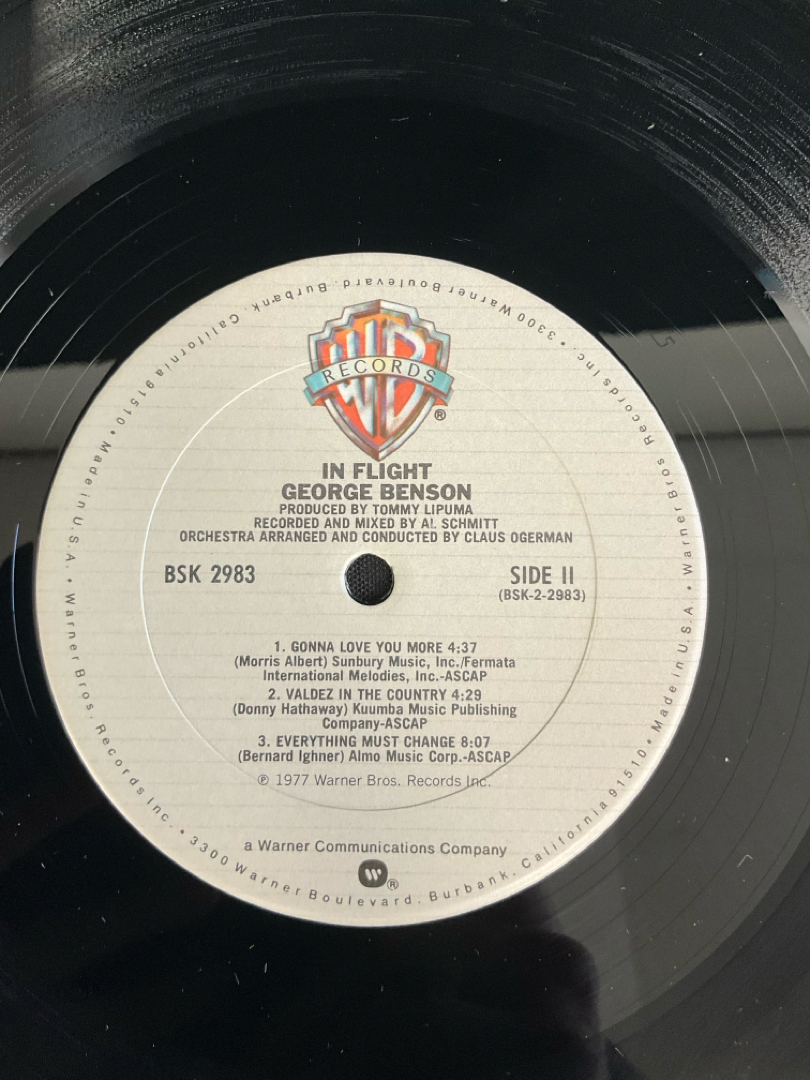 WB
RECORDS
®
IN FLIGHT
GEORGE BENSON
PRODUCED BY TOMMY LIPUMA
RECORDED AND MIXED BY AL SCHMITT
ORCHESTRA ARRANGED AND CONDUCTED BY CLAUS OGERMAN
BSK 2983
SIDE II
(BSK-2-2983)
1. GONNA LOVE YOU MORE 4:37
(Morris Albert) Sunbury Music, Inc./Fermata
International Melodies, Inc.-ASCAP
2. VALDEZ IN THE COUNTRY 4:29
(Donny Hathaway) Kuumba Music Publishing
Company-ASCAP
3. EVERYTHING MUST CHANGE 8:07
(Bernard Ighner) Almo Music Corp.-ASCAP
℗ 1977 Warner Bros. Records Inc.
a Warner Communications Company
W ®
Warner Bros. Records Inc. • 3300 Warner Boulevard. Burbank. California 91510 • Made in U.S.A. • Warner Bros Records Inc. • 3300 Warner Boulevard. Burbank. California 91510 • Made in U.S.A. •